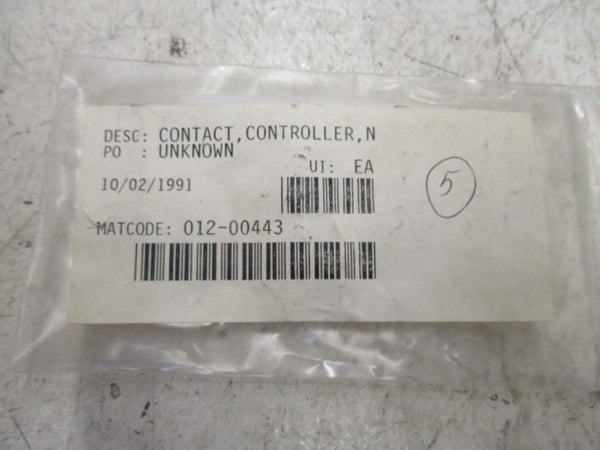 DESC: CONTACT,CONTROLLER,N
PO : UNKNOWN
UI: EA
10/02/1991
5
MATCODE: 012-00443